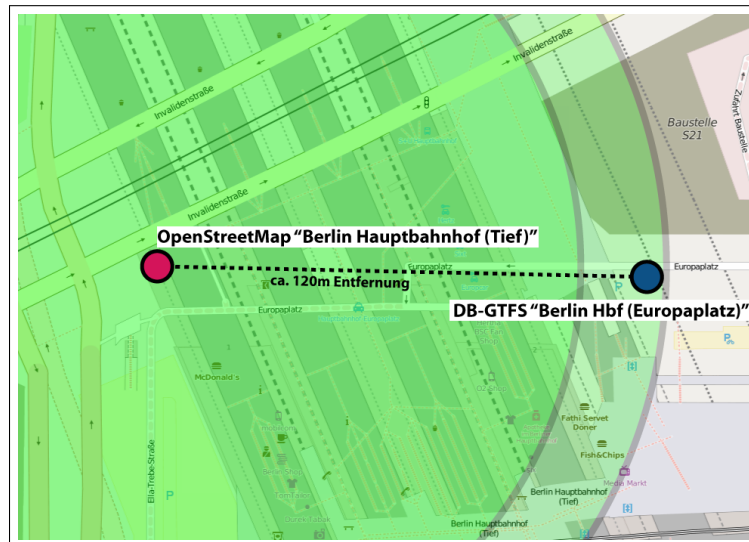 Invalidenstraße
Invalidenstraße
Invalidenstraße
Invalidenstraße
Baustelle
S21
Zufahrt Baustelle
OpenStreetMap “Berlin Hauptbahnhof (Tief)”
Europaplatz
Europaplatz
ca. 120m Entfernung
DB-GTFS “Berlin Hbf (Europaplatz)”
Europaplatz
P
P
McDonald's
Ella-Trebe-Straße
P
Fathi Servet
Döner
Fish&Chips
Media Markt
Berlin Hauptbahnhof
(Tief)
Berlin Hauptbahnhof
(Tief)